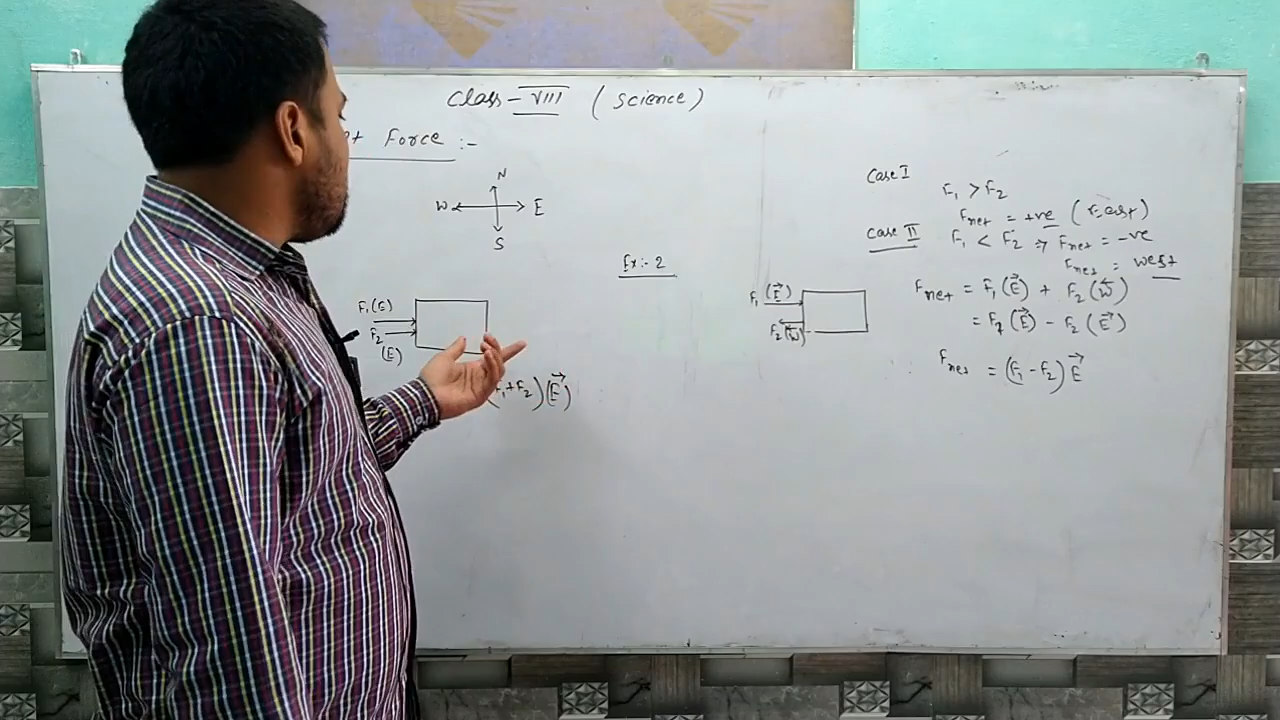 Class - VIII ( Science )
Force :-
N
W E
S
Ex:- 2
F₁(E)
F₂
(E)
F₁+F₂)(E⃗)
F₁ (E⃗)
F₂(W⃗)
Case I
F₁ > F₂
Fnet = +ve (East)
Case II F₁ < F₂ ⇒ Fnet = -ve
Fnet = west
Fnet = F₁(E⃗) + F₂(W⃗)
= F₁(E⃗) - F₂(E⃗)
Fnet = (F₁ - F₂) E⃗